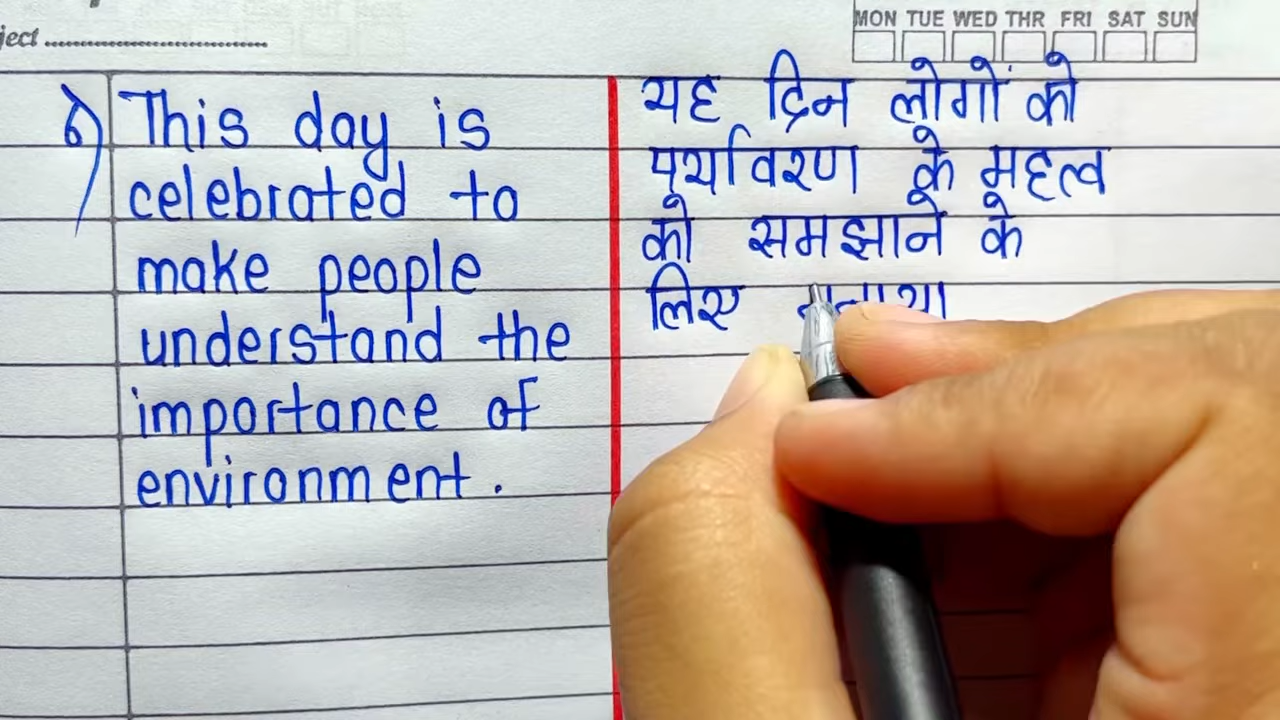 ject
MON TUE WED THR FRI SAT SUN
6) This day is
celebrated to
make people
understand the
importance of
environment.
यह दिन लोगों को
पर्यावरण के महत्व
को समझाने के
लिए